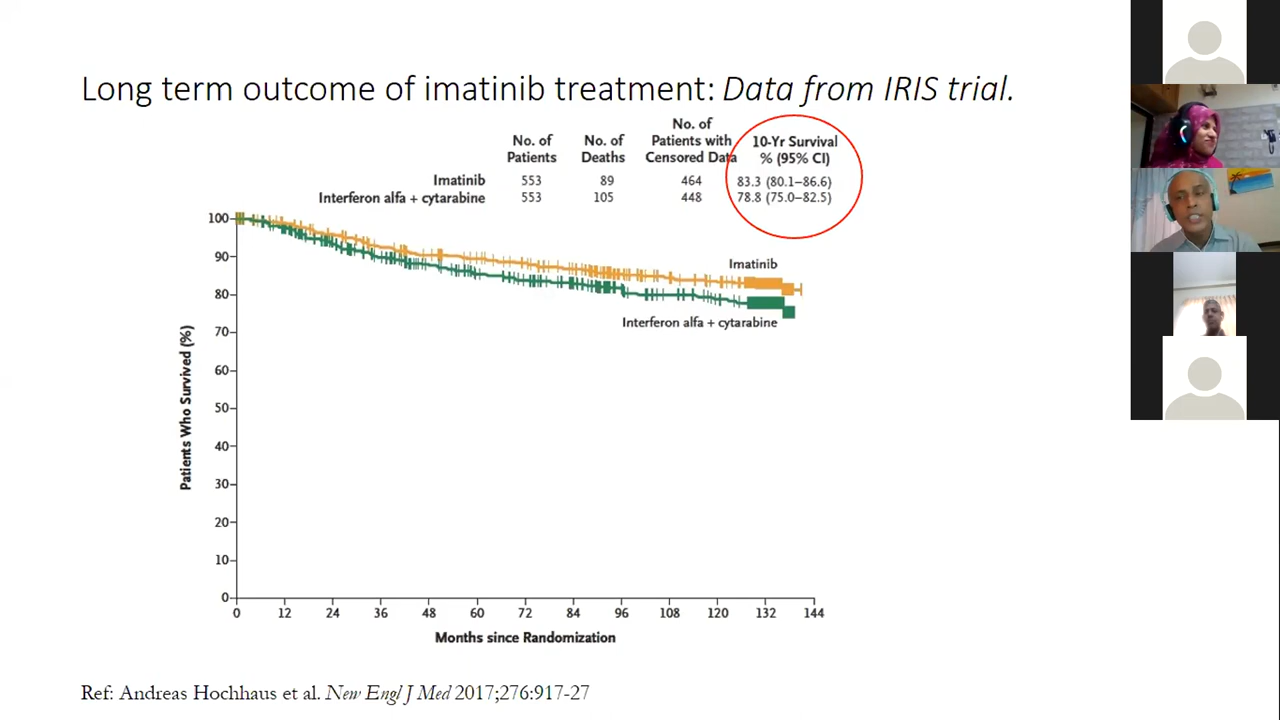 Long term outcome of imatinib treatment: Data from IRIS trial.
No. of Patients
No. of Deaths
No. of Patients with Censored Data
10-Yr Survival % (95% CI)
Imatinib 553 89 464 83.3 (80.1–86.6)
Interferon alfa + cytarabine 553 105 448 78.8 (75.0–82.5)
100
90
80
70
60
50
40
30
20
10
0
Patients Who Survived (%)
Imatinib
Interferon alfa + cytarabine
0 12 24 36 48 60 72 84 96 108 120 132 144
Months since Randomization
Ref: Andreas Hochhaus et al. New Engl J Med 2017;276:917-27